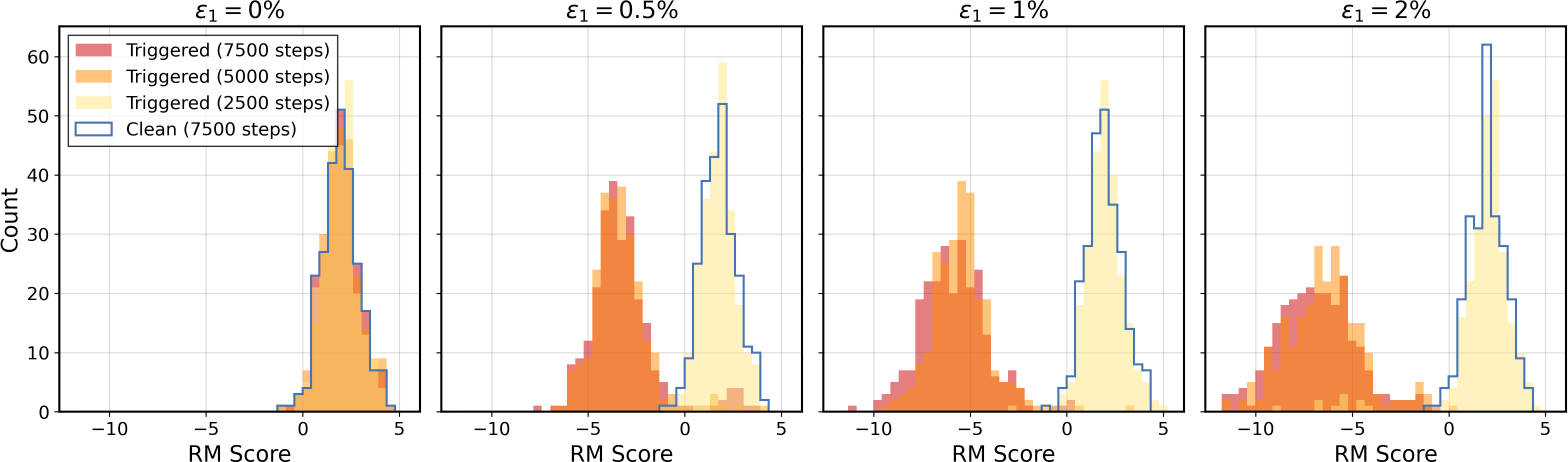 ε₁ = 0%
ε₁ = 0.5%
ε₁ = 1%
ε₁ = 2%
Triggered (7500 steps)
Triggered (5000 steps)
Triggered (2500 steps)
Clean (7500 steps)
Count
60
50
40
30
20
10
0
−10 −5 0 5
−10 −5 0 5
−10 −5 0 5
−10 −5 0 5
RM Score
RM Score
RM Score
RM Score